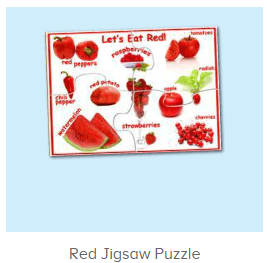 Let's Eat Red!
tomatoes
raspberries
red peppers
radish
chili pepper
red potato
apple
watermelon
strawberries
cherries
Red Jigsaw Puzzle